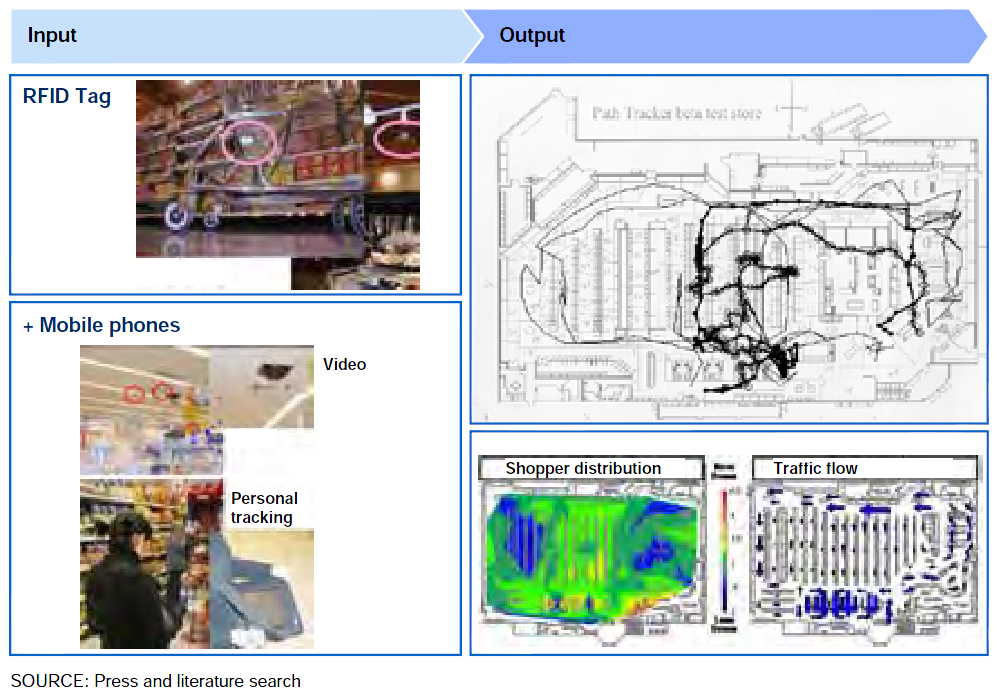 Input
Output
RFID Tag
Path Tracker beta test store
+ Mobile phones
Video
Personal
tracking
Shopper distribution
Traffic flow
SOURCE: Press and literature search